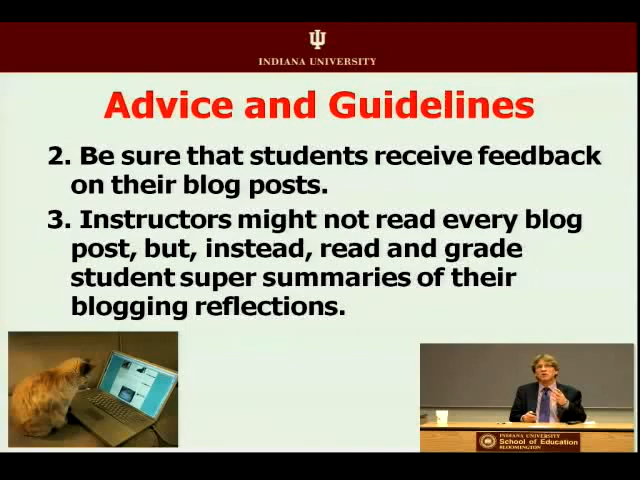 INDIANA UNIVERSITY
Advice and Guidelines
2. Be sure that students receive feedback
on their blog posts.
3. Instructors might not read every blog
post, but, instead, read and grade
student super summaries of their
blogging reflections.
INDIANA UNIVERSITY
School of Education
BLOOMINGTON